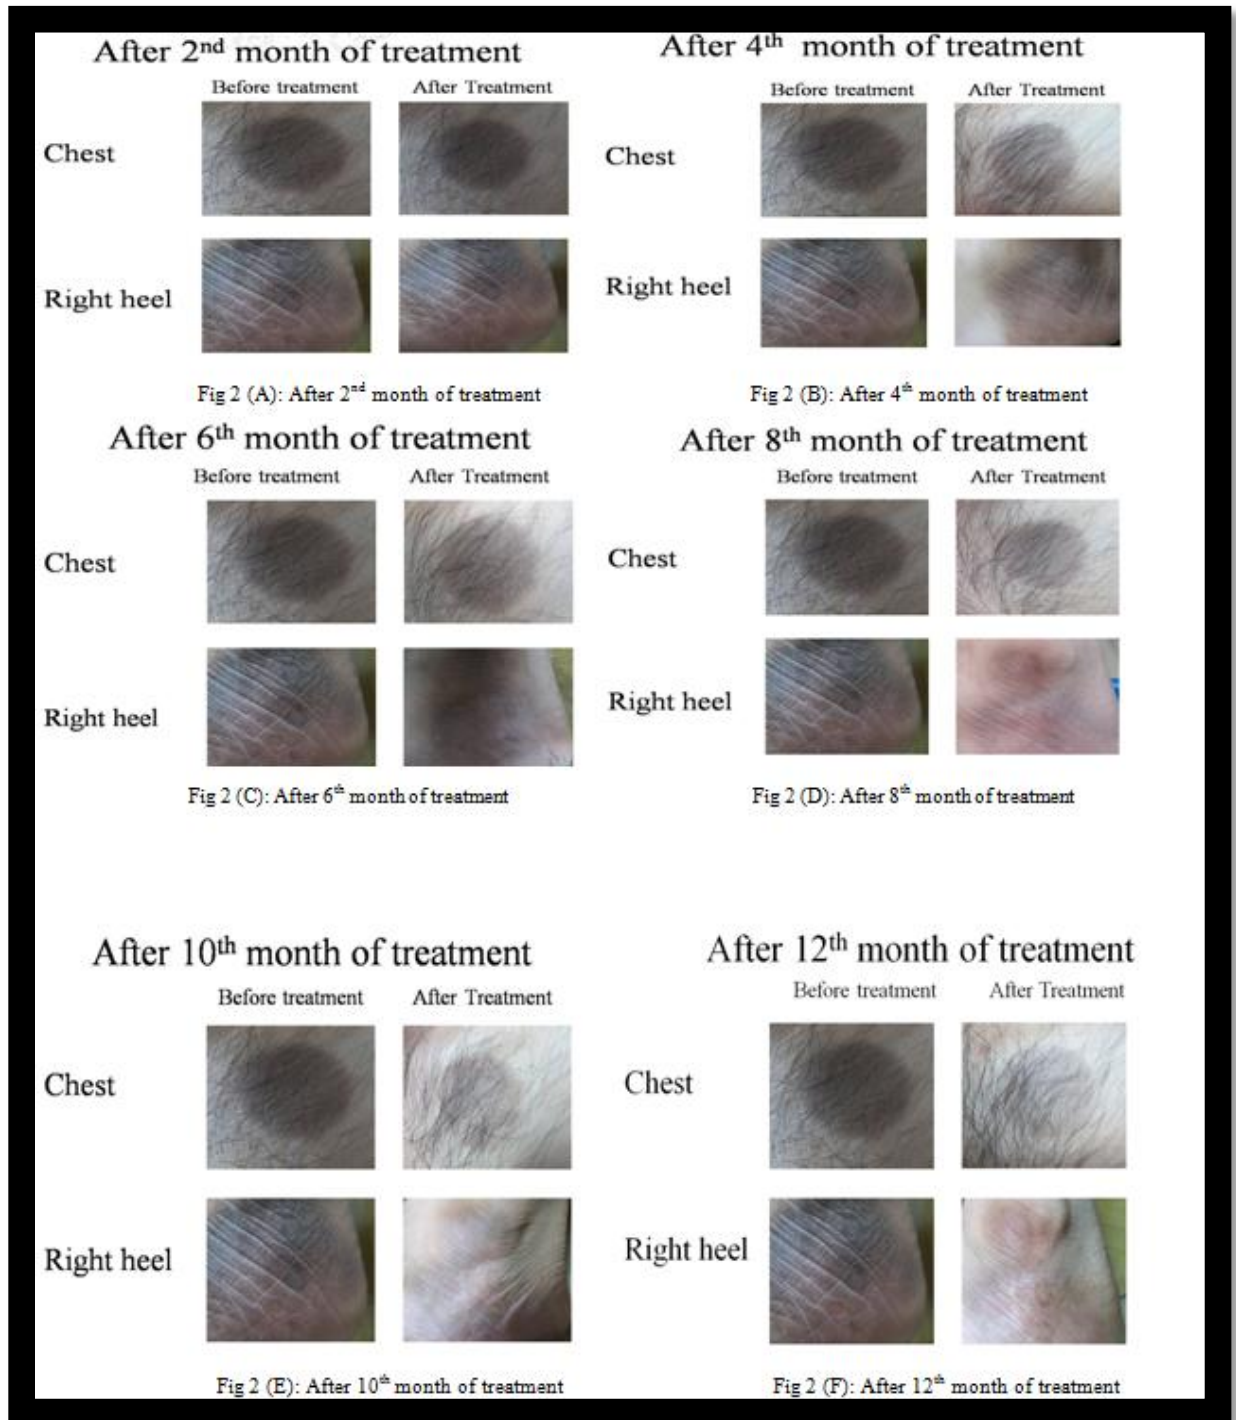 After 2nd month of treatment
Before treatment After Treatment
Chest
Right heel
Fig 2 (A): After 2nd month of treatment
After 4th month of treatment
Before treatment After Treatment
Chest
Right heel
Fig 2 (B): After 4th month of treatment
After 6th month of treatment
Before treatment After Treatment
Chest
Right heel
Fig 2 (C): After 6th month of treatment
After 8th month of treatment
Before treatment After Treatment
Chest
Right heel
Fig 2 (D): After 8th month of treatment
After 10th month of treatment
Before treatment After Treatment
Chest
Right heel
Fig 2 (E): After 10th month of treatment
After 12th month of treatment
Before treatment After Treatment
Chest
Right heel
Fig 2 (F): After 12th month of treatment